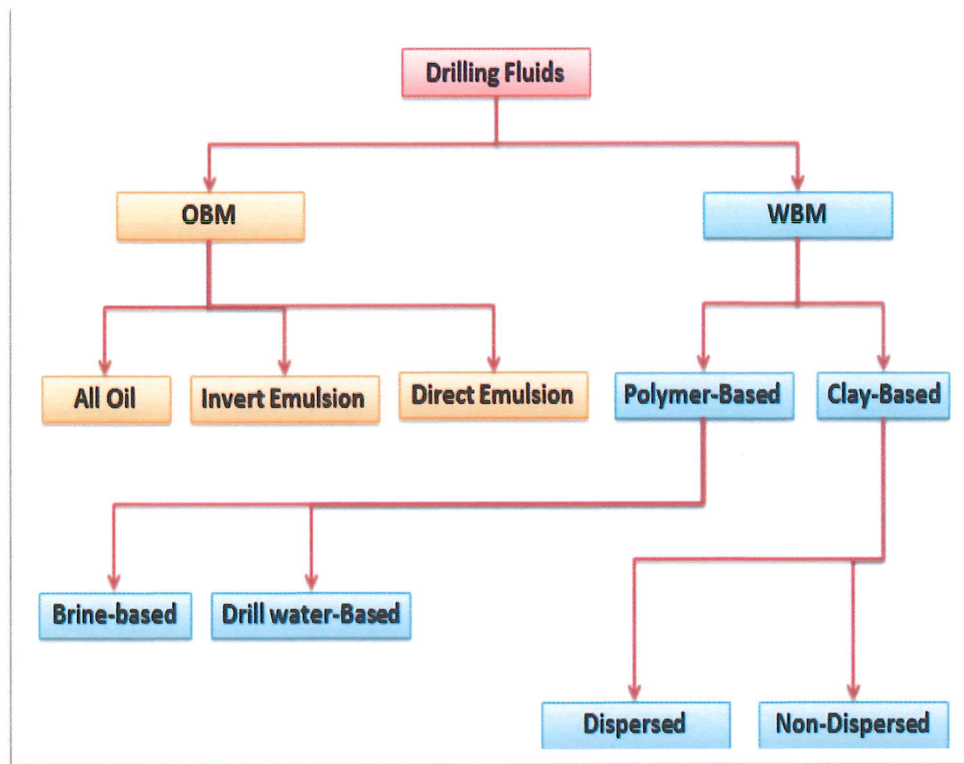 Drilling Fluids
OBM
WBM
All Oil
Invert Emulsion
Direct Emulsion
Polymer-Based
Clay-Based
Brine-based
Drill water-Based
Dispersed
Non-Dispersed